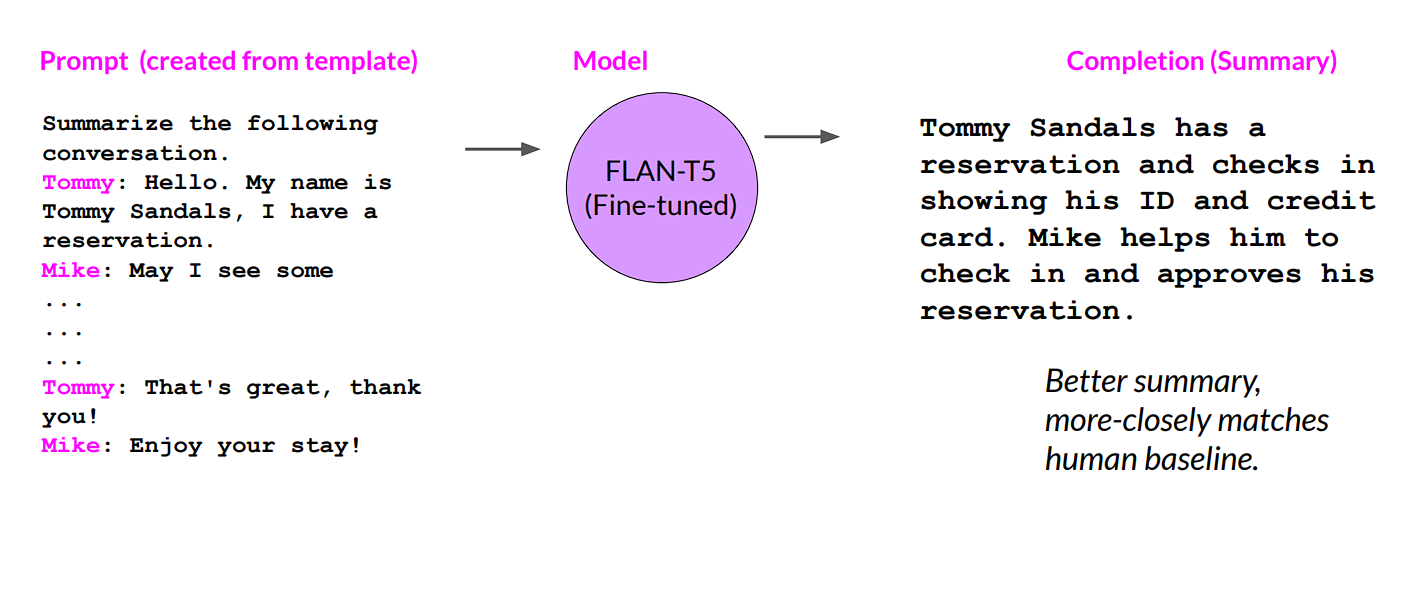 Prompt (created from template)
Summarize the following
conversation.
Tommy: Hello. My name is
Tommy Sandals, I have a
reservation.
Mike: May I see some
...
...
...
Tommy: That's great, thank
you!
Mike: Enjoy your stay!
Model
FLAN-T5
(Fine-tuned)
Completion (Summary)
Tommy Sandals has a
reservation and checks in
showing his ID and credit
card. Mike helps him to
check in and approves his
reservation.
Better summary,
more-closely matches
human baseline.